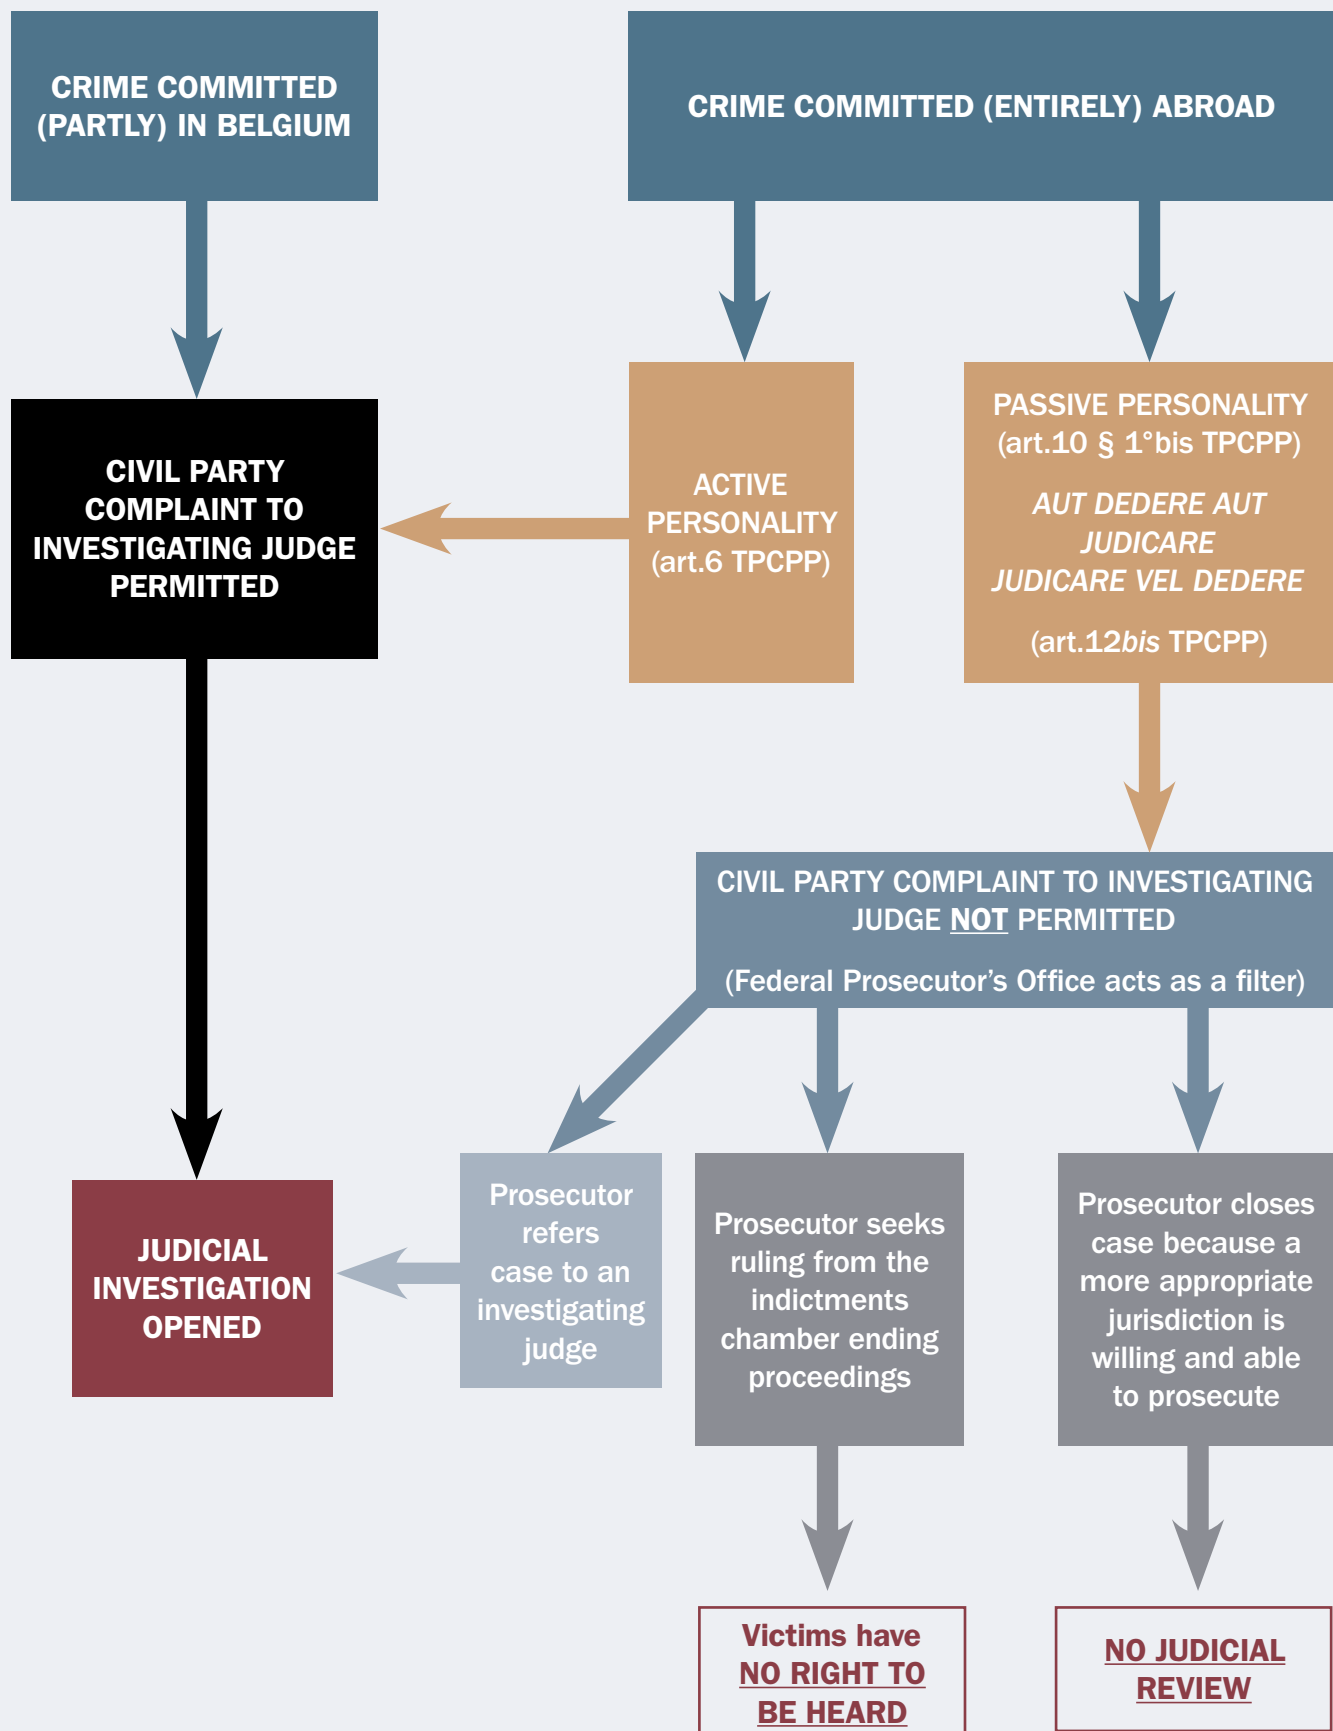 CRIME COMMITTED
(PARTLY) IN BELGIUM
CRIME COMMITTED (ENTIRELY) ABROAD
CIVIL PARTY
COMPLAINT TO
INVESTIGATING JUDGE
PERMITTED
ACTIVE
PERSONALITY
(art.6 TPCPP)
PASSIVE PERSONALITY
(art.10 § 1°bis TPCPP)
AUT DEDERE AUT
JUDICARE
JUDICARE VEL DEDERE
(art.12bis TPCPP)
CIVIL PARTY COMPLAINT TO INVESTIGATING
JUDGE NOT PERMITTED
(Federal Prosecutor's Office acts as a filter)
JUDICIAL
INVESTIGATION
OPENED
Prosecutor
refers
case to an
investigating
judge
Prosecutor seeks
ruling from the
indictments
chamber ending
proceedings
Prosecutor closes
case because a
more appropriate
jurisdiction is
willing and able
to prosecute
Victims have
NO RIGHT TO
BE HEARD
NO JUDICIAL
REVIEW